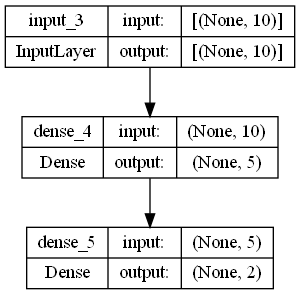 input_3 input: [(None, 10)]
InputLayer output: [(None, 10)]
dense_4 input: (None, 10)
Dense output: (None, 5)
dense_5 input: (None, 5)
Dense output: (None, 2)